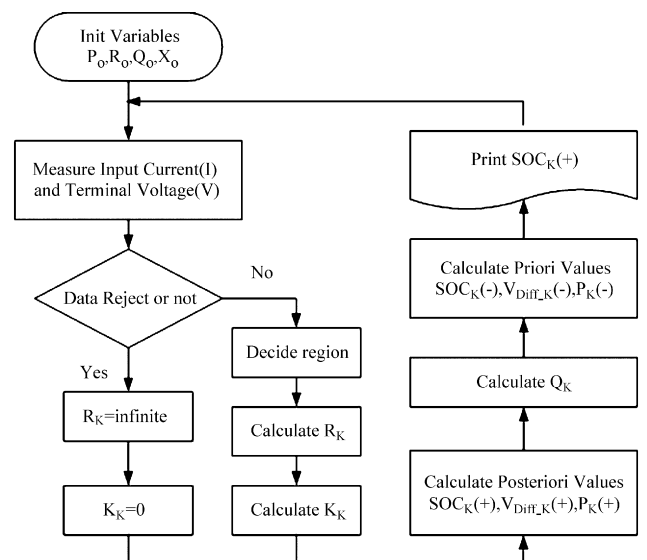 Init Variables
Po,Ro,Qo,Xo
Measure Input Current(I)
and Terminal Voltage(V)
Data Reject or not
No
Yes
Decide region
RK=infinite
Calculate RK
KK=0
Calculate KK
Print SOCK(+)
Calculate Priori Values
SOCK(-),VDiff_K(-),PK(-)
Calculate QK
Calculate Posteriori Values
SOCK(+),VDiff_K(+),PK(+)